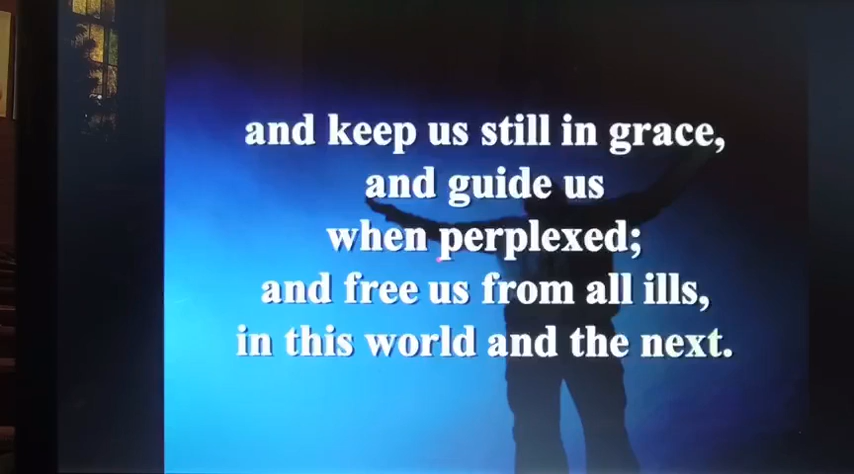 and keep us still in grace,
and guide us
when perplexed;
and free us from all ills,
in this world and the next.